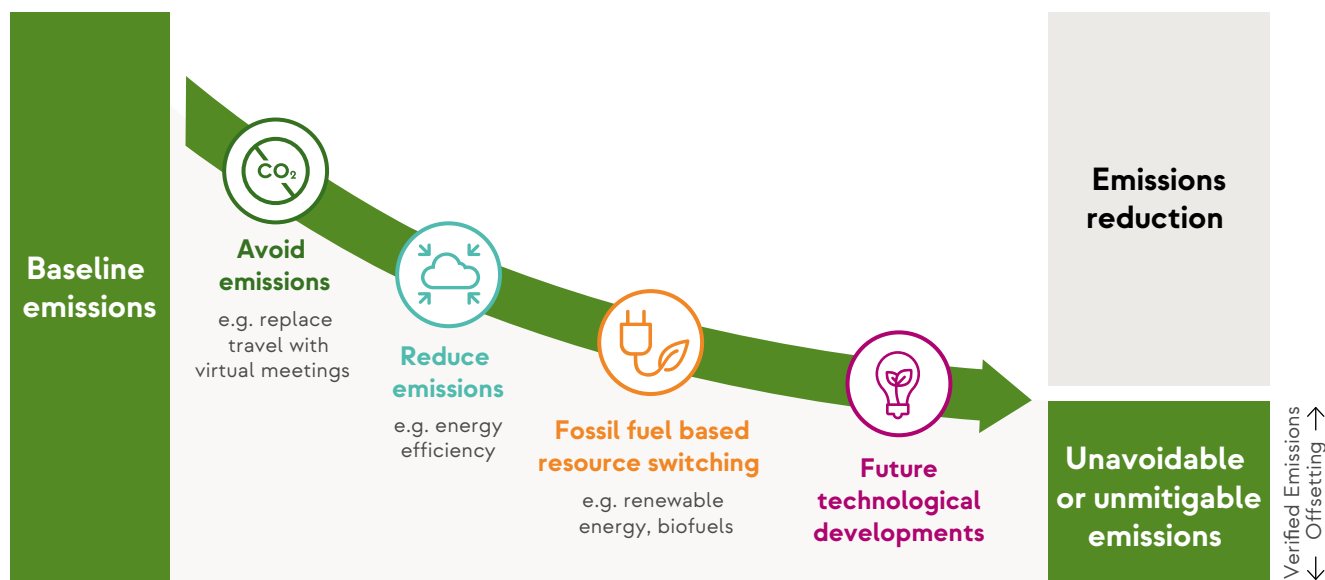 Baseline
emissions
CO₂
Avoid
emissions
e.g. replace
travel with
virtual meetings
Reduce
emissions
e.g. energy
efficiency
Fossil fuel based
resource switching
e.g. renewable
energy, biofuels
Future
technological
developments
Emissions
reduction
Unavoidable
or unmitigable
emissions
Verified Emissions
← Offsetting →